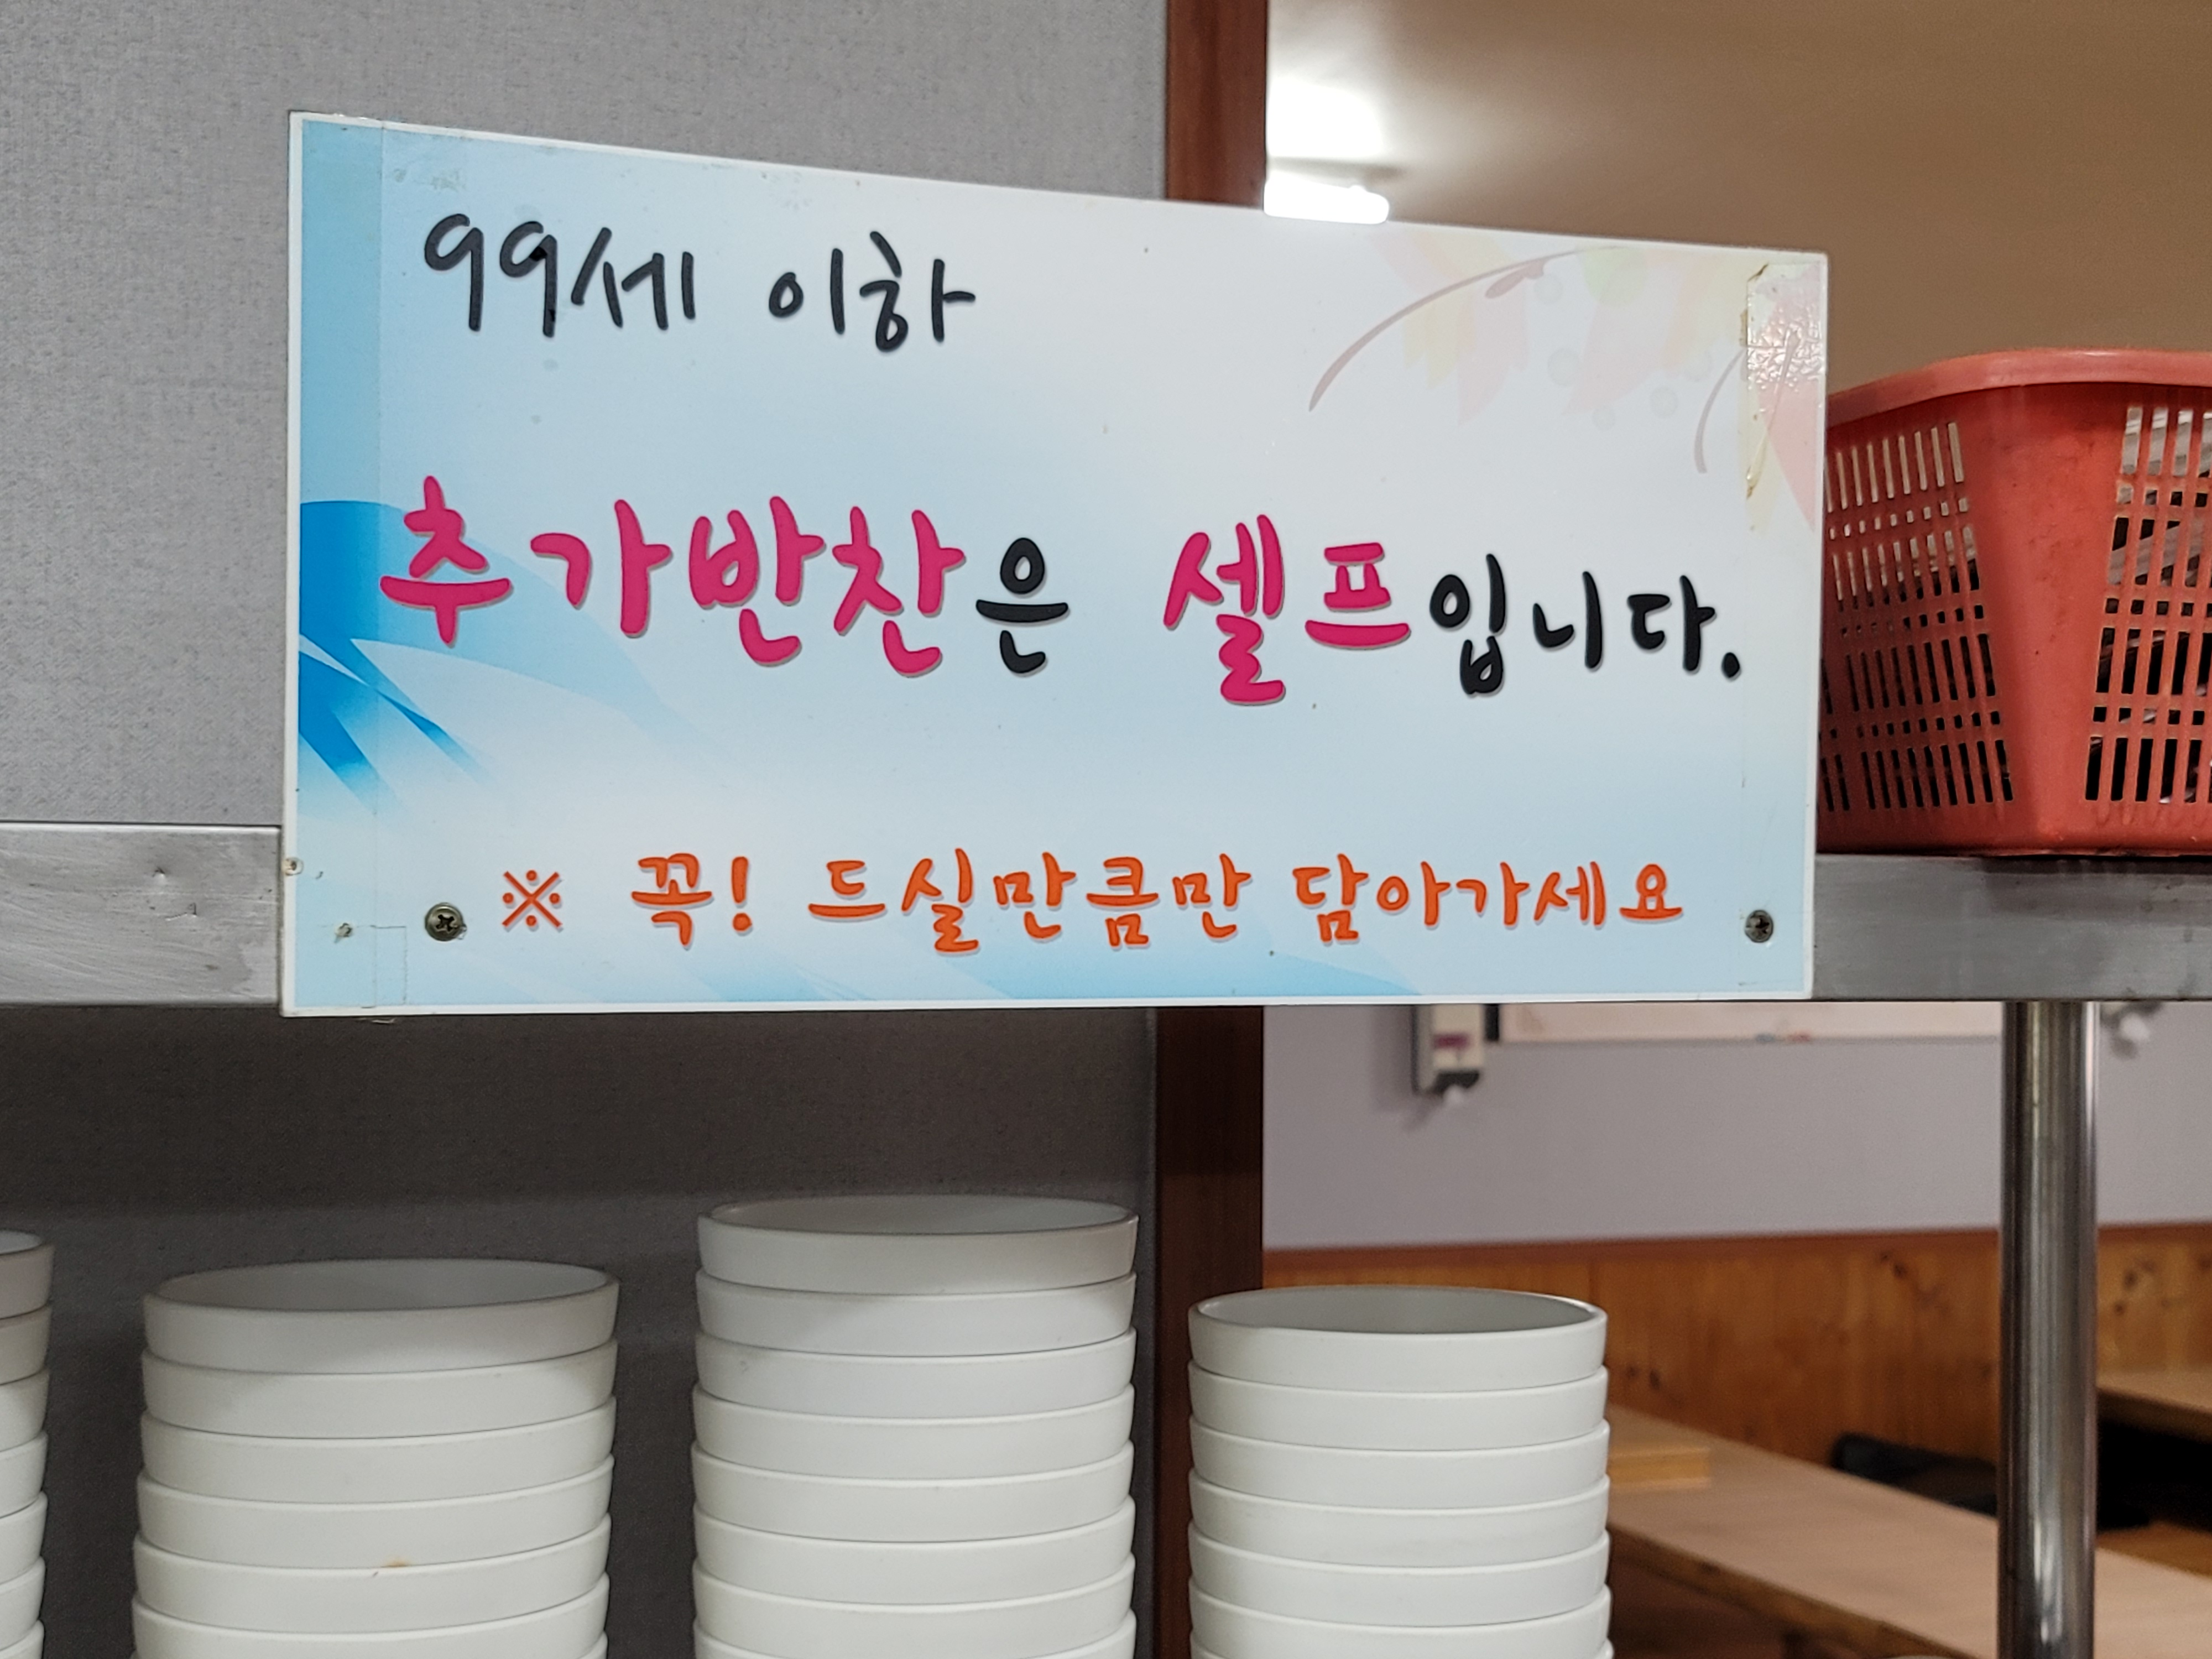 99세 이하
추가반찬은 셀프입니다.
※ 꼭! 드실만큼만 담아가세요